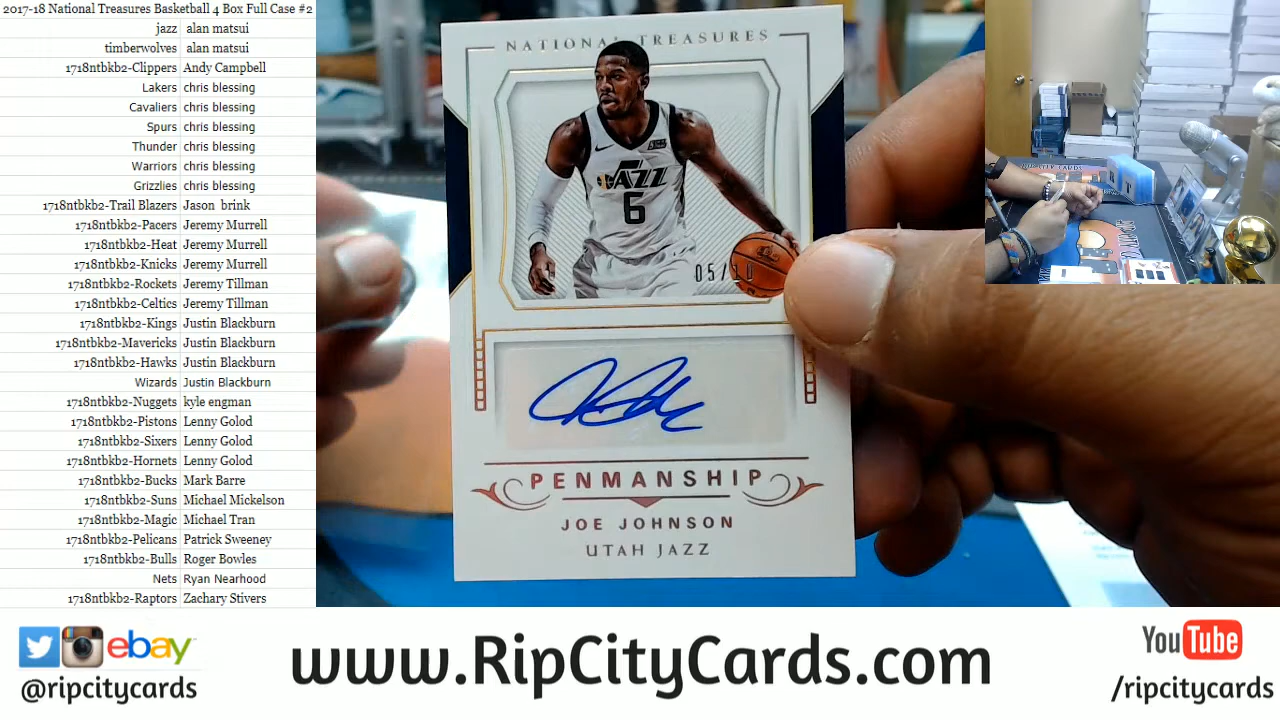 2017-18 National Treasures Basketball 4 Box Full Case #2
jazz alan matsui
timberwolves alan matsui
1718ntbkb2-Clippers Andy Campbell
Lakers chris blessing
Cavaliers chris blessing
Spurs chris blessing
Thunder chris blessing
Warriors chris blessing
Grizzlies chris blessing
1718ntbkb2-Trail Blazers Jason brink
1718ntbkb2-Pacers Jeremy Murrell
1718ntbkb2-Heat Jeremy Murrell
1718ntbkb2-Knicks Jeremy Murrell
1718ntbkb2-Rockets Jeremy Tillman
1718ntbkb2-Celtics Jeremy Tillman
1718ntbkb2-Kings Justin Blackburn
1718ntbkb2-Mavericks Justin Blackburn
1718ntbkb2-Hawks Justin Blackburn
Wizards Justin Blackburn
1718ntbkb2-Nuggets kyle engman
1718ntbkb2-Pistons Lenny Golod
1718ntbkb2-Sixers Lenny Golod
1718ntbkb2-Hornets Lenny Golod
1718ntbkb2-Bucks Mark Barre
1718ntbkb2-Suns Michael Mickelson
1718ntbkb2-Magic Michael Tran
1718ntbkb2-Pelicans Patrick Sweeney
1718ntbkb2-Bulls Roger Bowles
Nets Ryan Nearhood
1718ntbkb2-Raptors Zachary Stivers
NATIONAL TREASURES
JAZZ
6
05/10
PENMANSHIP
JOE JOHNSON
UTAH JAZZ
ebay
@ripcitycards
www.RipCityCards.com
YouTube
/ripcitycards